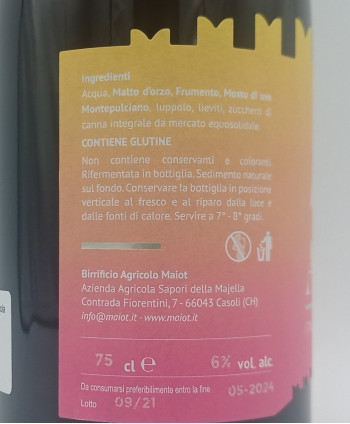 Ingredienti
Acqua, Malto d'orzo, Frumento, Mosto di uve
Montepulciano, luppolo, lieviti, zucchero di
canna integrale da mercato equosolidale.
CONTIENE GLUTINE
Non contiene conservanti e coloranti.
Rifermentata in bottiglia. Sedimento naturale
sul fondo. Conservare la bottiglia in posizione
verticale al fresco e al riparo dalla luce e
dalle fonti di calore. Servire a 7° - 8° gradi.
Birrificio Agricolo Maiot
Azienda Agricola Sapori della Majella
Contrada Fiorentini, 7 - 66043 Casoli (CH)
info@maiot.it - www.maiot.it
75 cl e 6% vol. alc.
Da consumarsi preferibilmente entro la fine 05-2024
Lotto 09/21